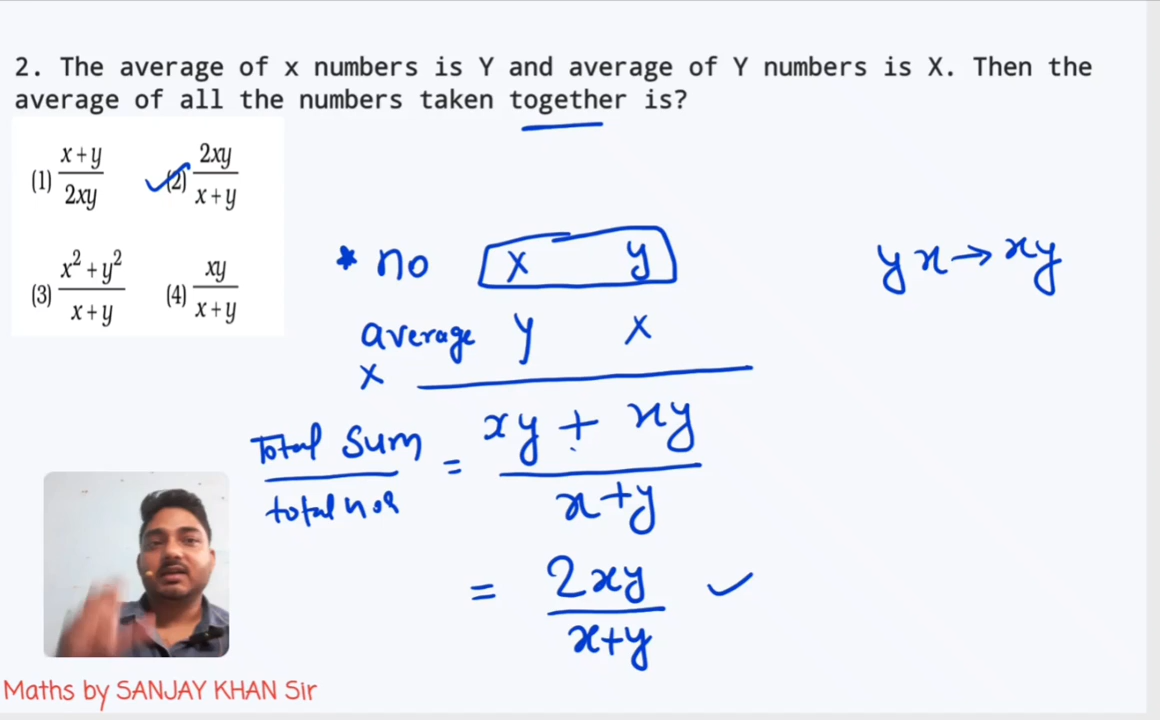 2. The average of x numbers is Y and average of Y numbers is X. Then the
average of all the numbers taken together is?
(1) x+y / 2xy (2) 2xy / x+y
(3) x² + y² / x+y (4) xy / x+y
* no x y
yx → xy
average y x
x
Total Sum / total nos = xy + xy / x+y
= 2xy / x+y ✓
Maths by SANJAY KHAN Sir